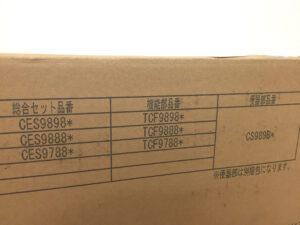 総合セット品番 機能部品番 便器部品番
CES9898* TCF9898*
CES9888* TCF9888* CS989B*
CES9788* TCF9788*
※便器部は別梱包になります。